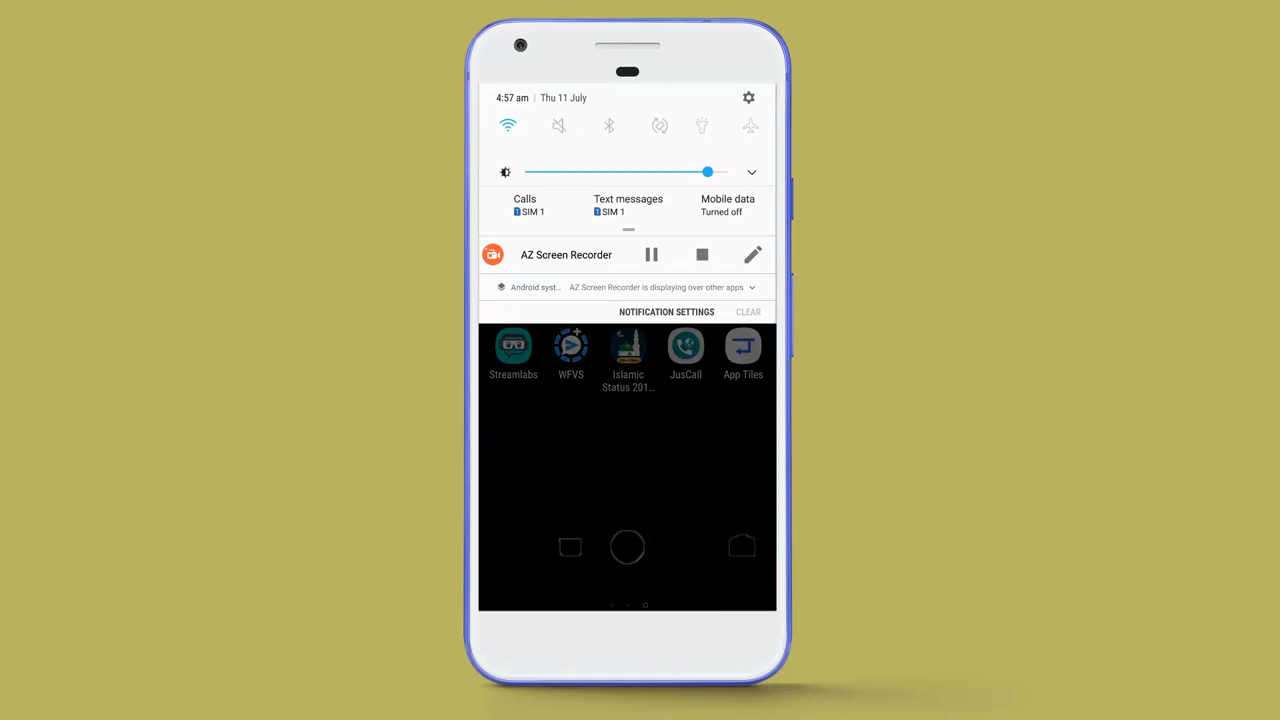 4:57 am | Thu 11 July
Calls
1 SIM 1
Text messages
1 SIM 1
Mobile data
Turned off
AZ Screen Recorder
Android syst... AZ Screen Recorder is displaying over other apps
NOTIFICATION SETTINGS CLEAR
Streamlabs
WFVS
Islamic
Status 201...
JusCall
App Tiles